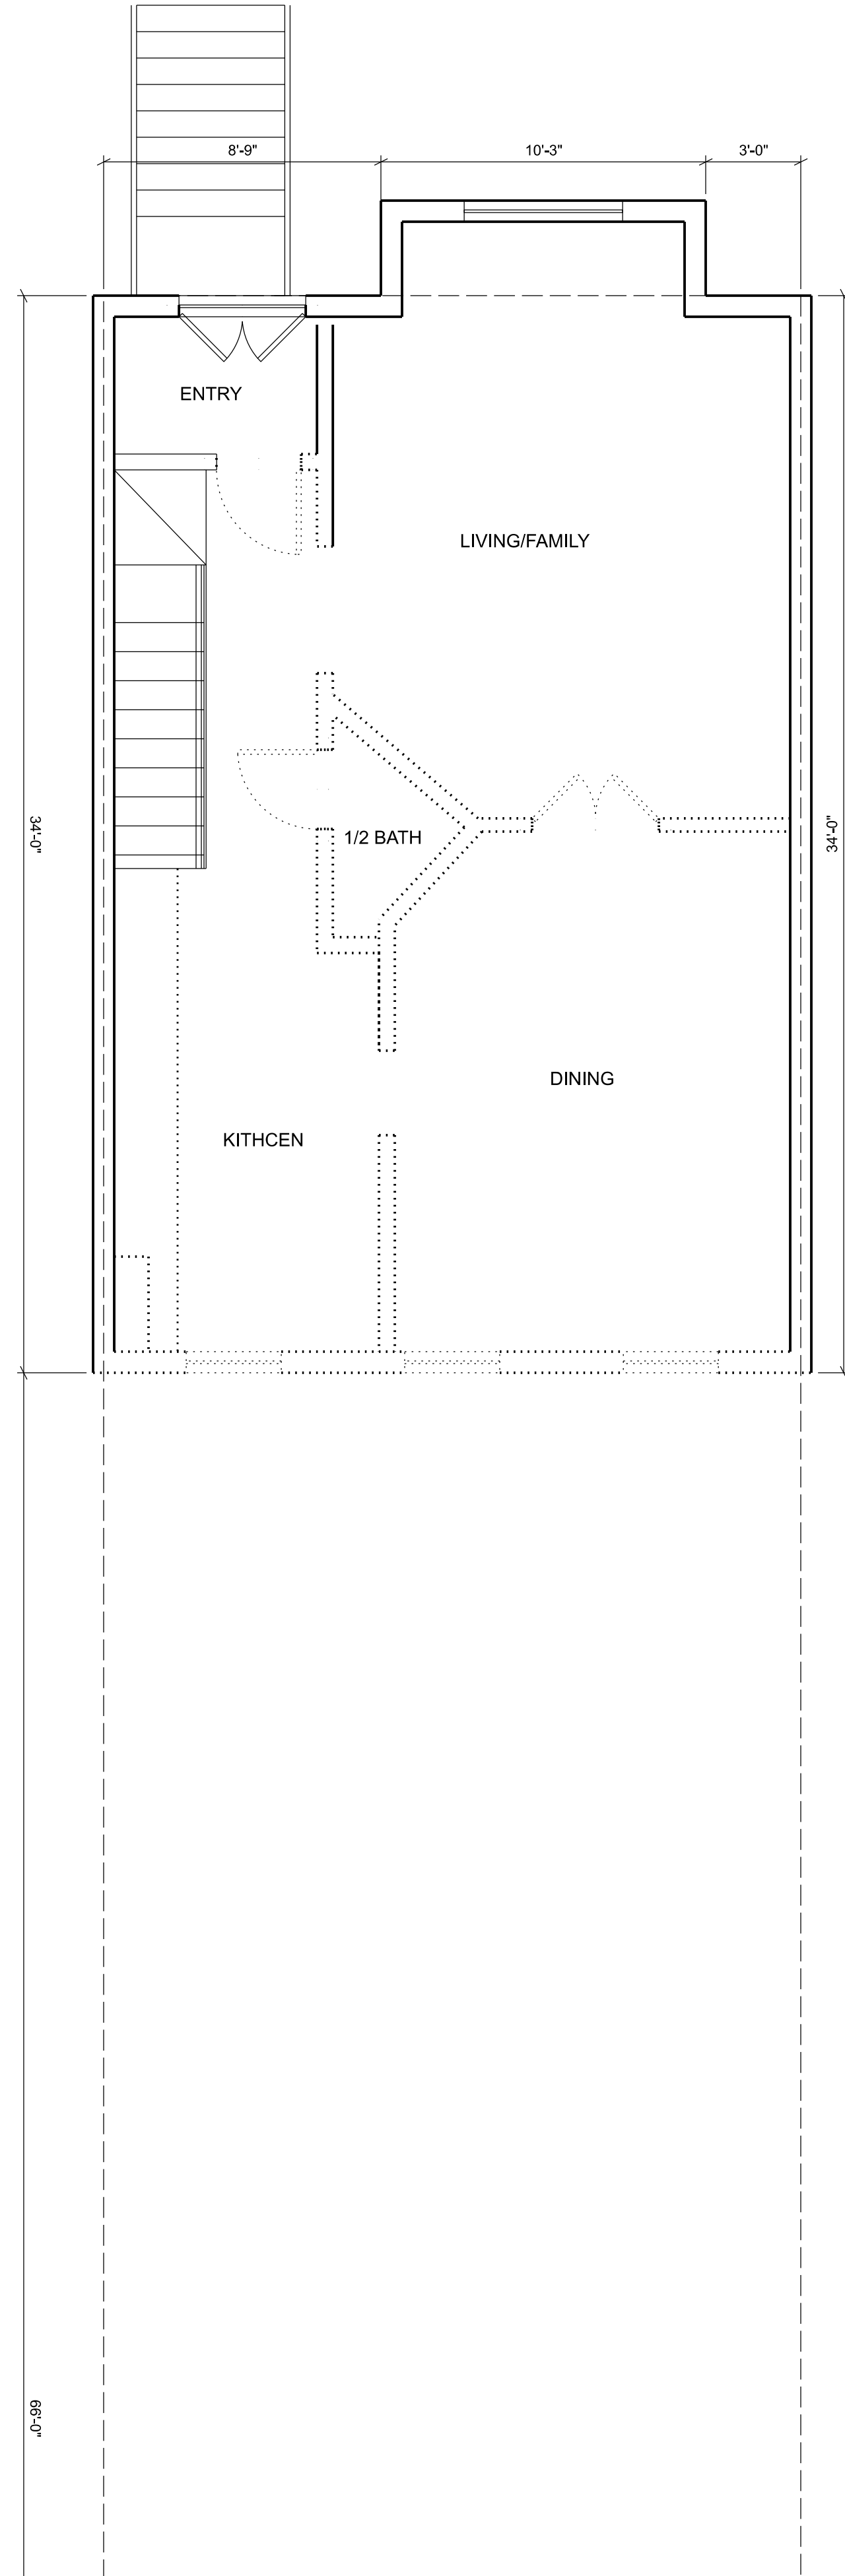 8'-9"
10'-3"
3'-0"
ENTRY
LIVING/FAMILY
34'-0"
34'-0"
1/2 BATH
DINING
KITHCEN
66'-0"